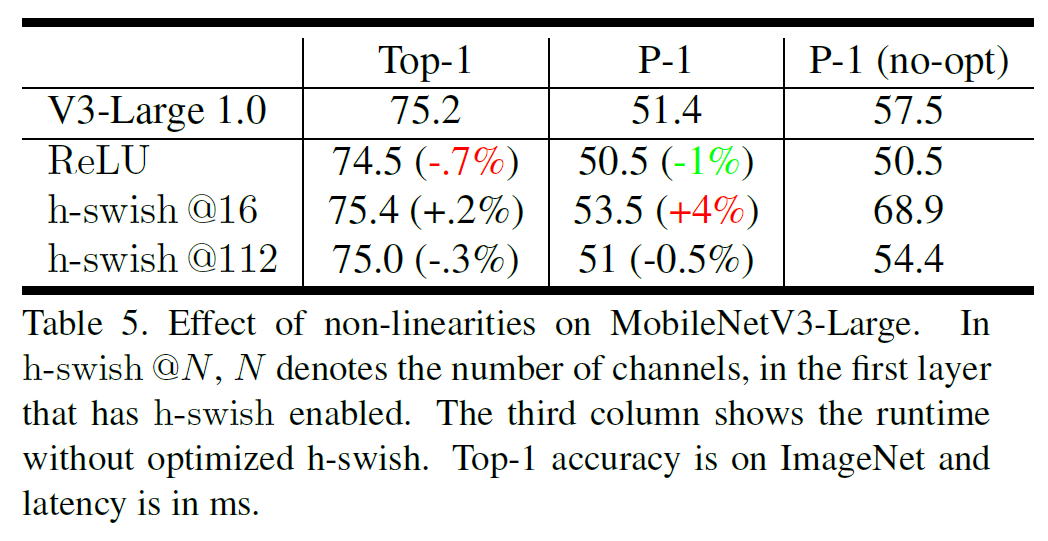 Top-1 P-1 P-1 (no-opt)
V3-Large 1.0 75.2 51.4 57.5
ReLU 74.5 (-.7%) 50.5 (-1%) 50.5
h-swish @16 75.4 (+.2%) 53.5 (+4%) 68.9
h-swish @112 75.0 (-.3%) 51 (-0.5%) 54.4
Table 5. Effect of non-linearities on MobileNetV3-Large. In
h-swish @N, N denotes the number of channels, in the first layer
that has h-swish enabled. The third column shows the runtime
without optimized h-swish. Top-1 accuracy is on ImageNet and
latency is in ms.